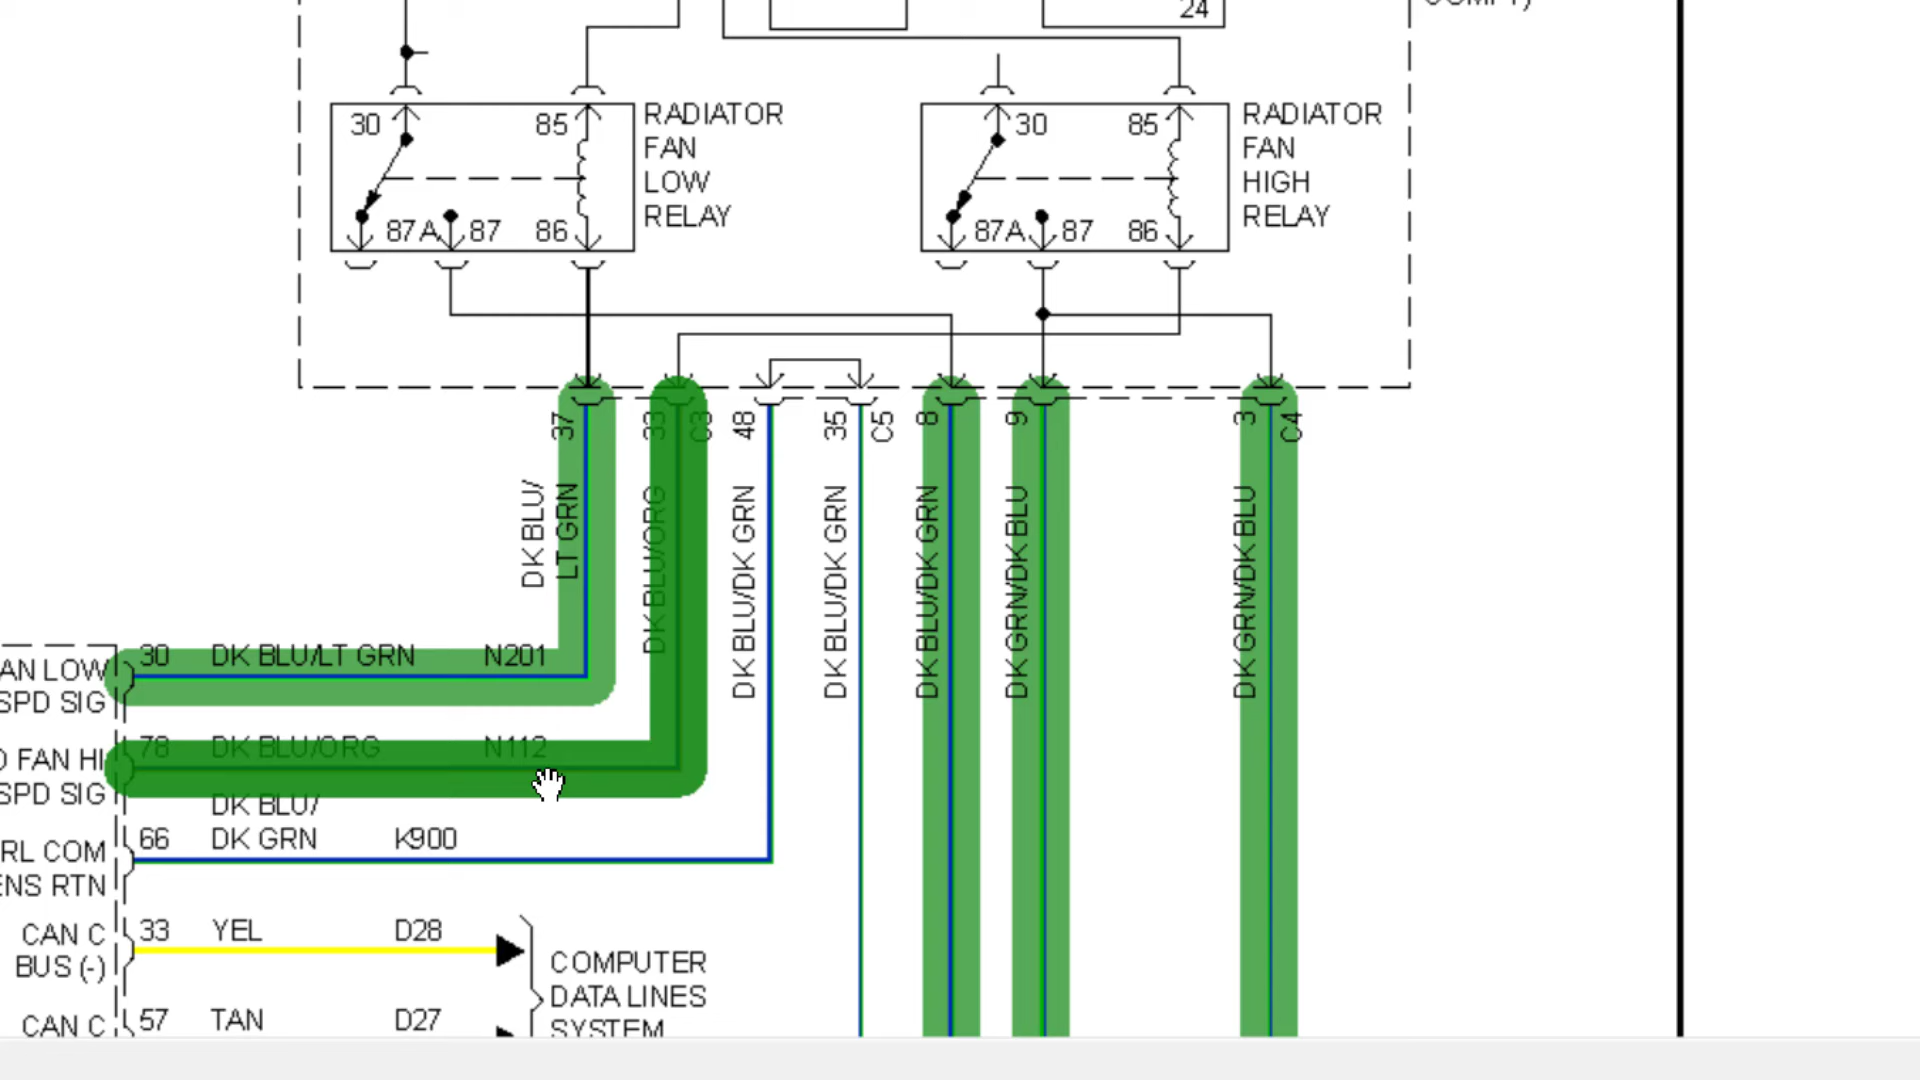 24
30
85
RADIATOR
FAN
LOW
RELAY
87A
87
86
30
85
RADIATOR
FAN
HIGH
RELAY
87A
87
86
37
33
C3
48
35
C5
8
9
3
C4
DK BLU/
LT GRN
DK BLU/ORG
DK BLU/DK GRN
DK BLU/DK GRN
DK BLU/DK GRN
DK GRN/DK BLU
DK GRN/DK BLU
AN LOW
SPD SIG
30
DK BLU/LT GRN
N201
FAN HI
SPD SIG
78
DK BLU/ORG
N112
RL COM
ENS RTN
66
DK BLU/
DK GRN
K900
CAN C
BUS (-)
33
YEL
D28
COMPUTER
DATA LINES
SYSTEM
CAN C
57
TAN
D27